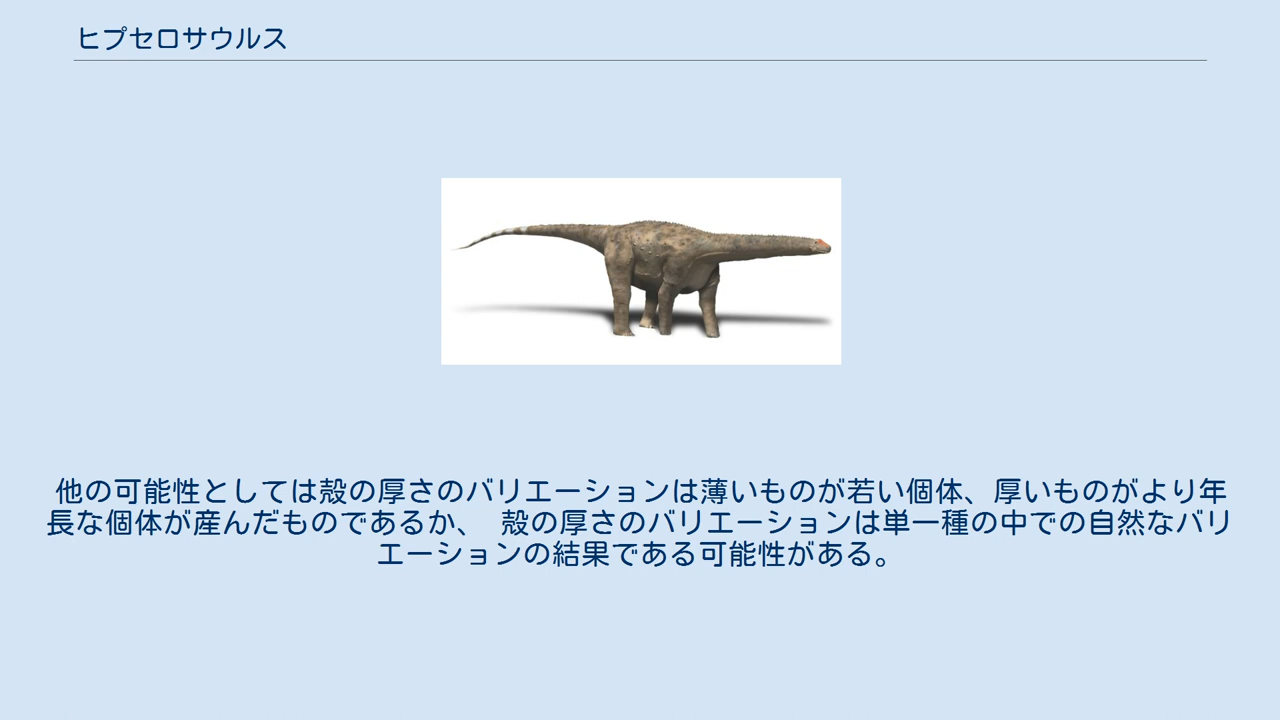 ヒプセロサウルス
他の可能性としては殻の厚さのバリエーションは薄いものが若い個体、厚いものがより年
長な個体が産んだものであるか、 殻の厚さのバリエーションは単一種の中での自然なバリ
エーションの結果である可能性がある。